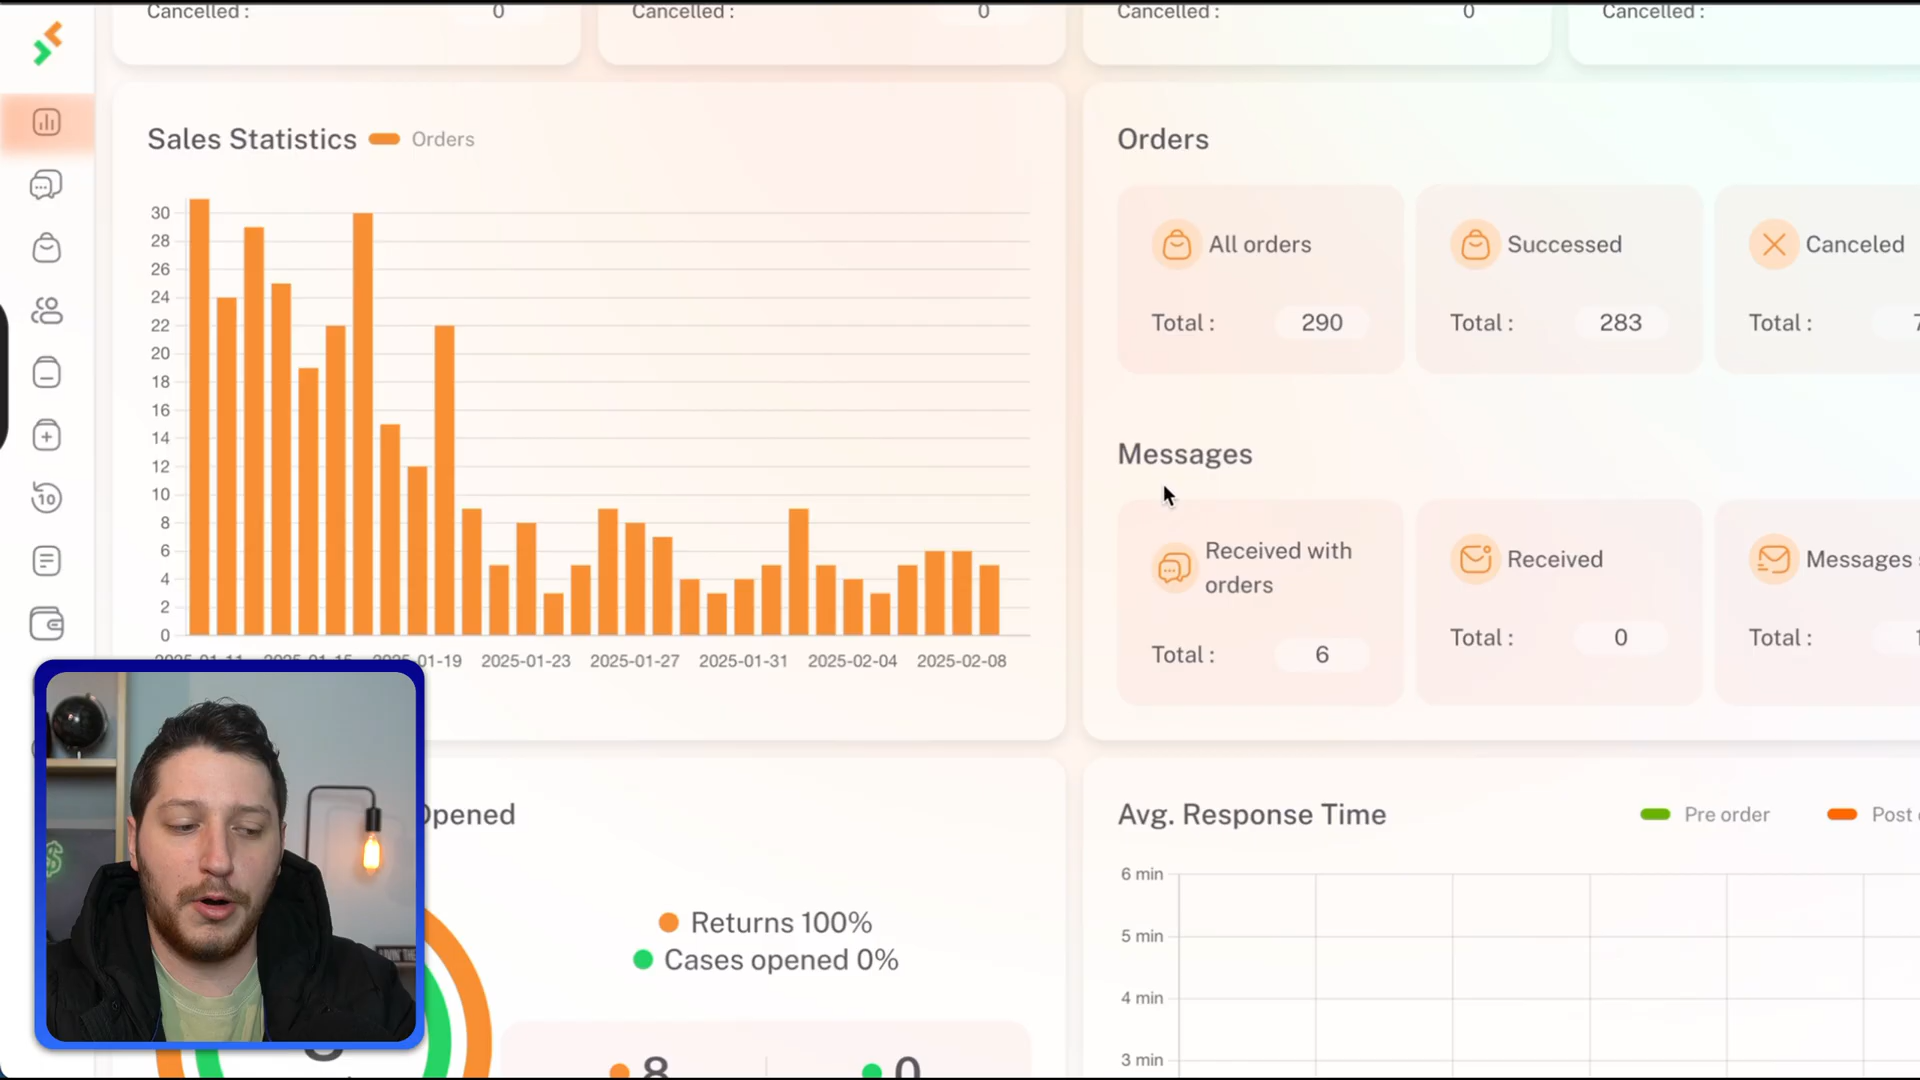 Cancelled : 0
Cancelled : 0
Cancelled : 0
Cancelled :
Sales Statistics Orders
30
28
26
24
22
20
18
16
14
12
10
8
6
4
2
0
2025-01-23 2025-01-27 2025-01-31 2025-02-04 2025-02-08
Orders
All orders
Total : 290
Successed
Total : 283
Canceled
Total : 7
Messages
Received with
orders
Total : 6
Received
Total : 0
Messages
Total : 1
10
Opened
Returns 100%
Cases opened 0%
8 0
Avg. Response Time Pre order Post
6 min
5 min
4 min
3 min